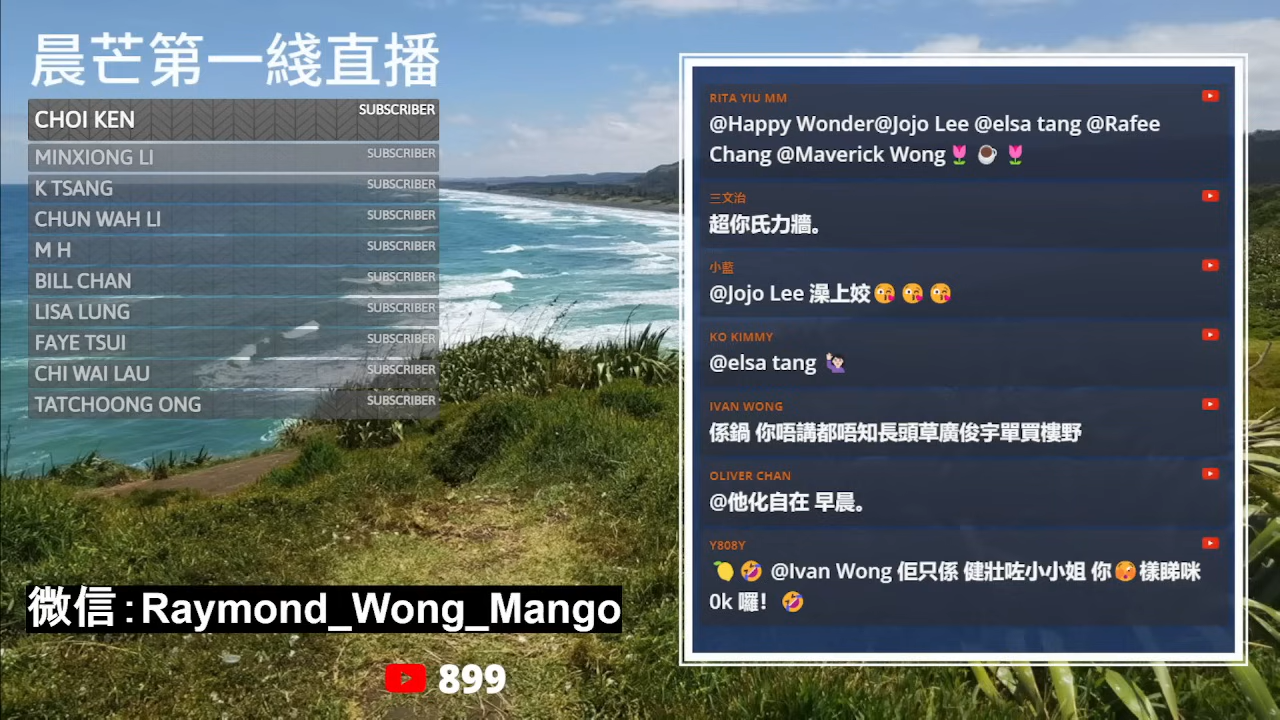 晨芒第一綫直播
CHOI KEN SUBSCRIBER
MINXIONG LI SUBSCRIBER
K TSANG SUBSCRIBER
CHUN WAH LI SUBSCRIBER
M H SUBSCRIBER
BILL CHAN SUBSCRIBER
LISA LUNG SUBSCRIBER
FAYE TSUI SUBSCRIBER
CHI WAI LAU SUBSCRIBER
TATCHOONG ONG SUBSCRIBER
微信:Raymond_Wong_Mango
899
RITA YIU MM
@Happy Wonder@Jojo Lee @elsa tang @Rafee
Chang @Maverick Wong🌷 ☕ 🌷
三文治
超你氏力牆。
小藍
@Jojo Lee 澡上姣😘 😘 😘
KO KIMMY
@elsa tang 🙋🏻‍♀️
IVAN WONG
係鍋 你唔講都唔知長頭草廣俊宇單買樓野
OLIVER CHAN
@他化自在 早晨。
Y808Y
🍋 🤣 @Ivan Wong 佢只係 健壯咗小小姐 你🥵樣睇咪
0k 囉！ 🤣